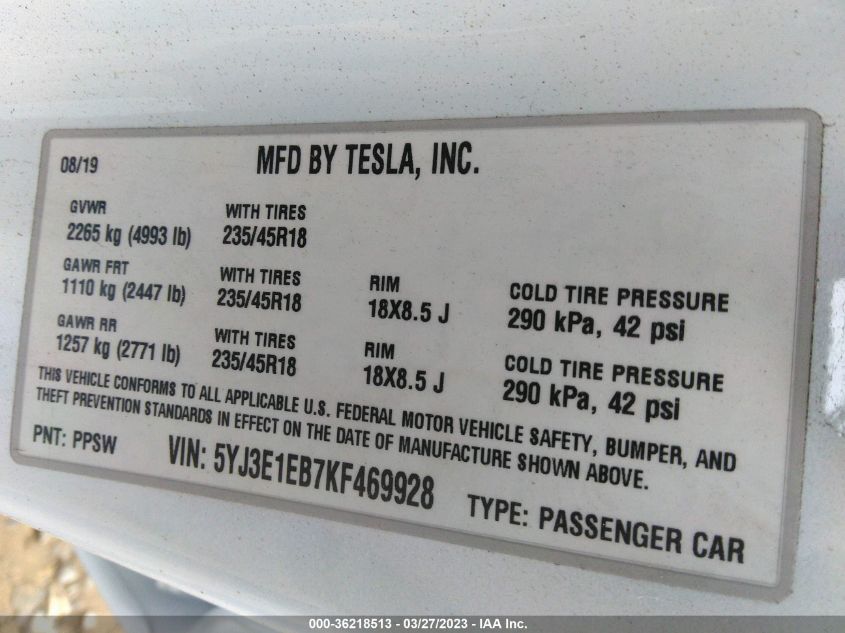 08/19
MFD BY TESLA, INC.
GVWR
2265 kg (4993 lb)
WITH TIRES
235/45R18
GAWR FRT
1110 kg (2447 lb)
WITH TIRES
235/45R18
RIM
18X8.5 J
COLD TIRE PRESSURE
290 kPa, 42 psi
GAWR RR
1257 kg (2771 lb)
WITH TIRES
235/45R18
RIM
18X8.5 J
COLD TIRE PRESSURE
290 kPa, 42 psi
THIS VEHICLE CONFORMS TO ALL APPLICABLE U.S. FEDERAL MOTOR VEHICLE SAFETY, BUMPER, AND
THEFT PREVENTION STANDARDS IN EFFECT ON THE DATE OF MANUFACTURE SHOWN ABOVE.
PNT: PPSW
VIN: 5YJ3E1EB7KF469928
TYPE: PASSENGER CAR
000-36218513 - 03/27/2023 - IAA Inc.